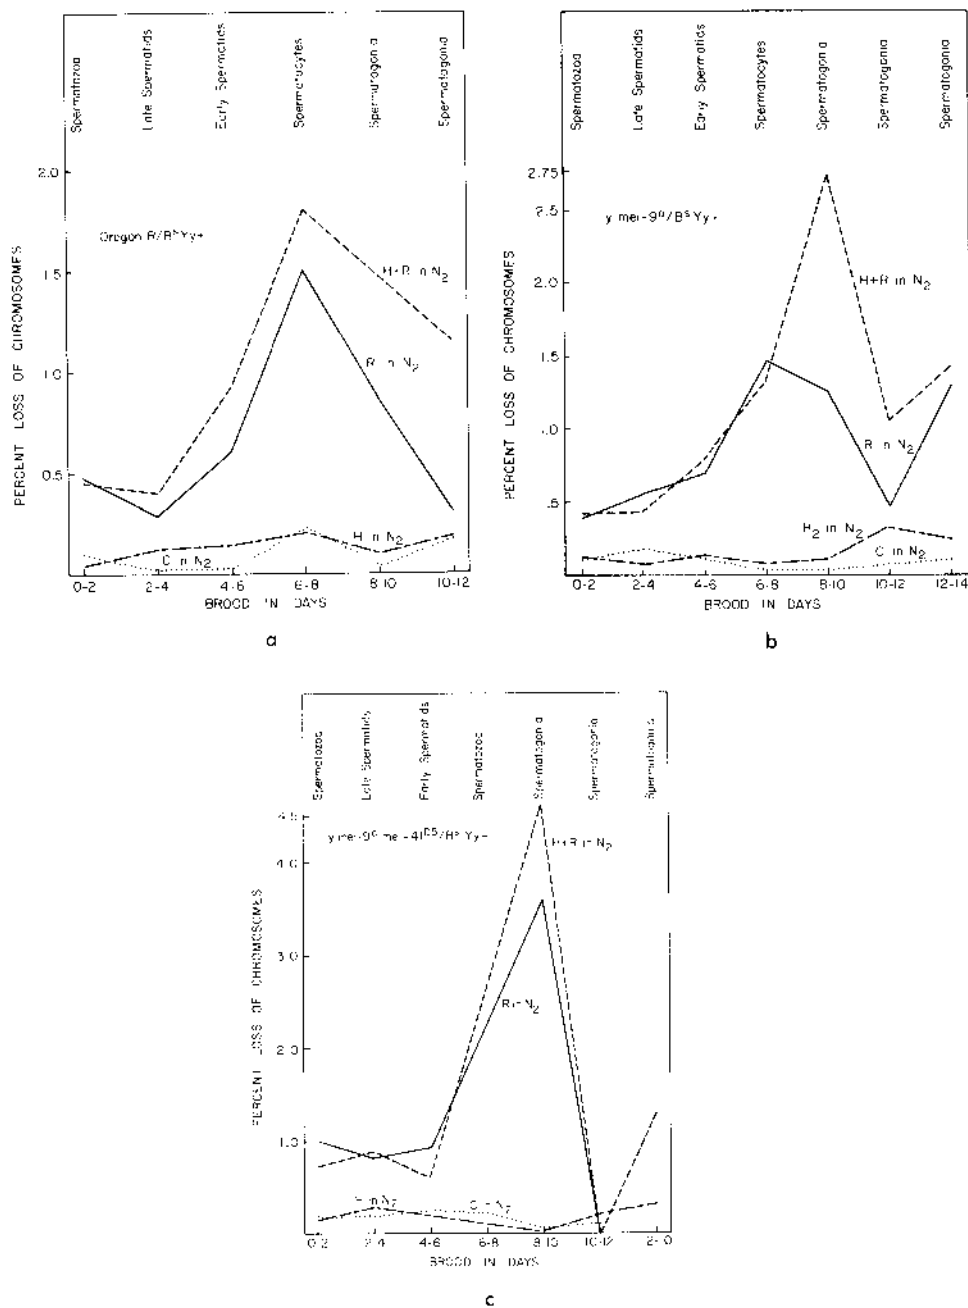 Spermatozoa
Late Spermatids
Early Spermatids
Spermatocytes
Spermatogonia
Spermatogonia
2.0
1.5
1.0
0.5
PERCENT LOSS OF CHROMOSOMES
H+R in N2
R in N2
H in N2
C in N2
0-2 2-4 4-6 6-8 8-10 10-12
BROOD IN DAYS
a
Spermatozoa
Late Spermatids
Early Spermatids
Spermatocytes
Spermatogonia
Spermatogonia
Spermatogonia
2.75
2.5
2.0
1.5
1.0
.5
PERCENT LOSS OF CHROMOSOMES
H+R in N2
R in N2
H2 in N2
C in N2
0-2 2-4 4-6 6-8 8-10 10-12 12-14
BROOD IN DAYS
b
Spermatozoa
Late Spermatids
Early Spermatids
Spermatozoa
Spermatogonia
Spermatogonia
Spermatogonia
4.5
4.0
3.0
2.0
1.0
PERCENT LOSS OF CHROMOSOMES
H+R in N2
R in N2
H in N2
C in N2
0-2 2-4 4-6 6-8 8-10 10-12
BROOD IN DAYS
c